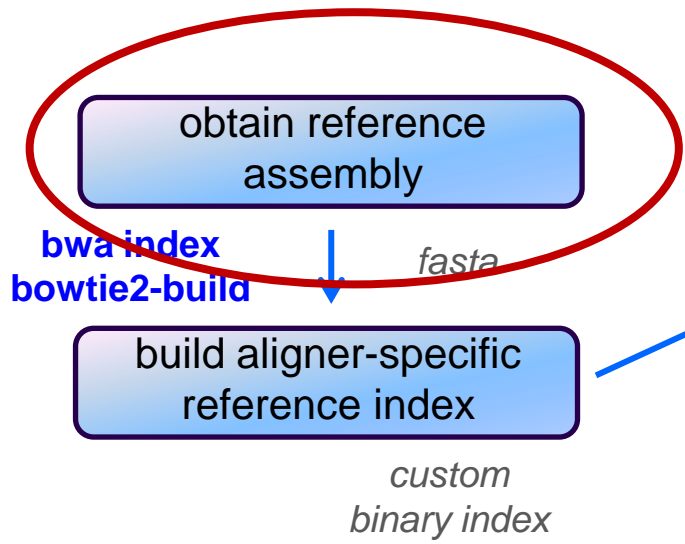 obtain reference
assembly
bwa index
bowtie2-build
fasta
build aligner-specific
reference index
custom
binary index